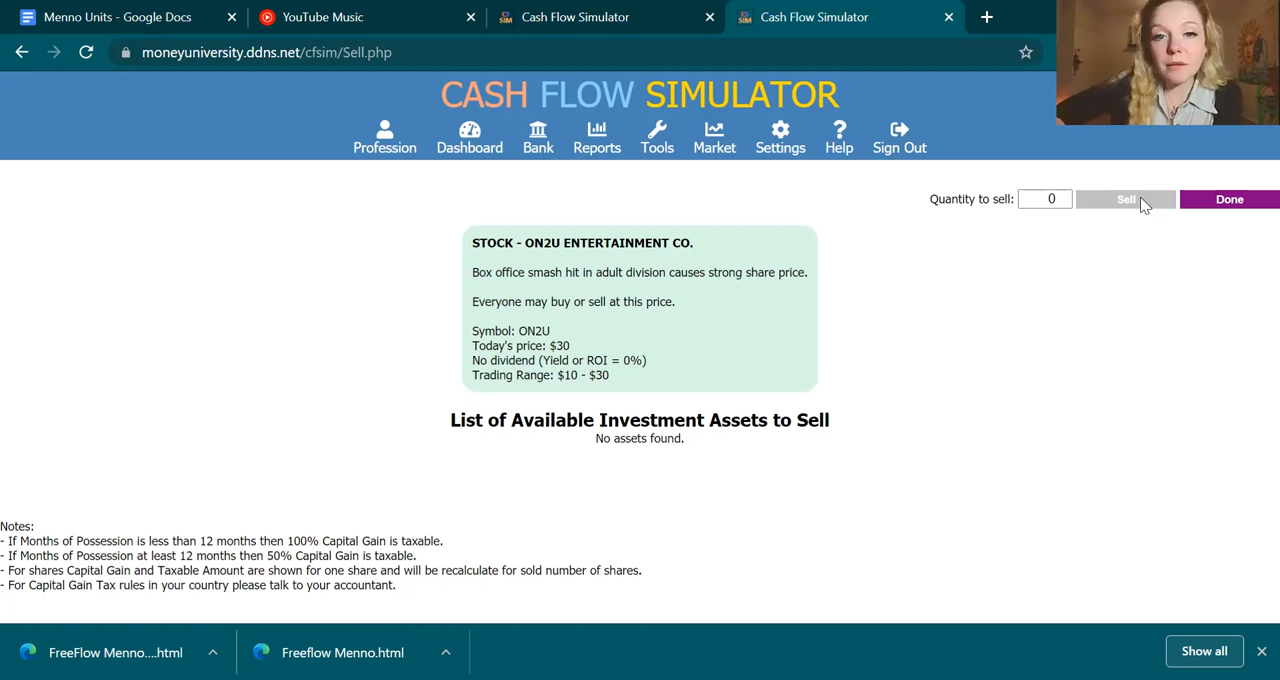 Menno Units - Google Docs
YouTube Music
Cash Flow Simulator
Cash Flow Simulator
moneyuniversity.ddns.net/cfsim/Sell.php
CASH FLOW SIMULATOR
Profession
Dashboard
Bank
Reports
Tools
Market
Settings
Help
Sign Out
Quantity to sell: 0 Sell Done
STOCK - ON2U ENTERTAINMENT CO.
Box office smash hit in adult division causes strong share price.
Everyone may buy or sell at this price.
Symbol: ON2U
Today's price: $30
No dividend (Yield or ROI = 0%)
Trading Range: $10 - $30
List of Available Investment Assets to Sell
No assets found.
Notes:
- If Months of Possession is less than 12 months then 100% Capital Gain is taxable.
- If Months of Possession at least 12 months then 50% Capital Gain is taxable.
- For shares Capital Gain and Taxable Amount are shown for one share and will be recalculate for sold number of shares.
- For Capital Gain Tax rules in your country please talk to your accountant.
FreeFlow Menno....html
Freeflow Menno.html
Show all